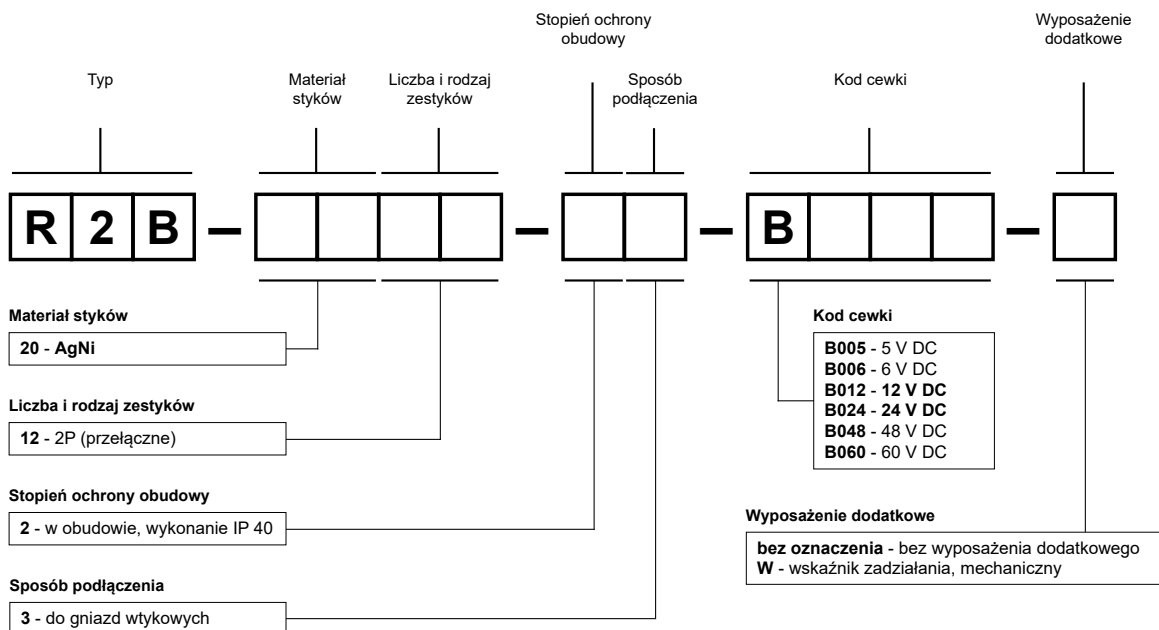 Stopień ochrony
obudowy
Wyposażenie
dodatkowe
Typ
Materiał
styków
Liczba i rodzaj
zestyków
Sposób
podłączenia
Kod cewki
R 2 B – – – B –
Materiał styków
20 - AgNi
Liczba i rodzaj zestyków
12 - 2P (przełączne)
Stopień ochrony obudowy
2 - w obudowie, wykonanie IP 40
Sposób podłączenia
3 - do gniazd wtykowych
Kod cewki
B005 - 5 V DC
B006 - 6 V DC
B012 - 12 V DC
B024 - 24 V DC
B048 - 48 V DC
B060 - 60 V DC
Wyposażenie dodatkowe
bez oznaczenia - bez wyposażenia dodatkowego
W - wskaźnik zadziałania, mechaniczny